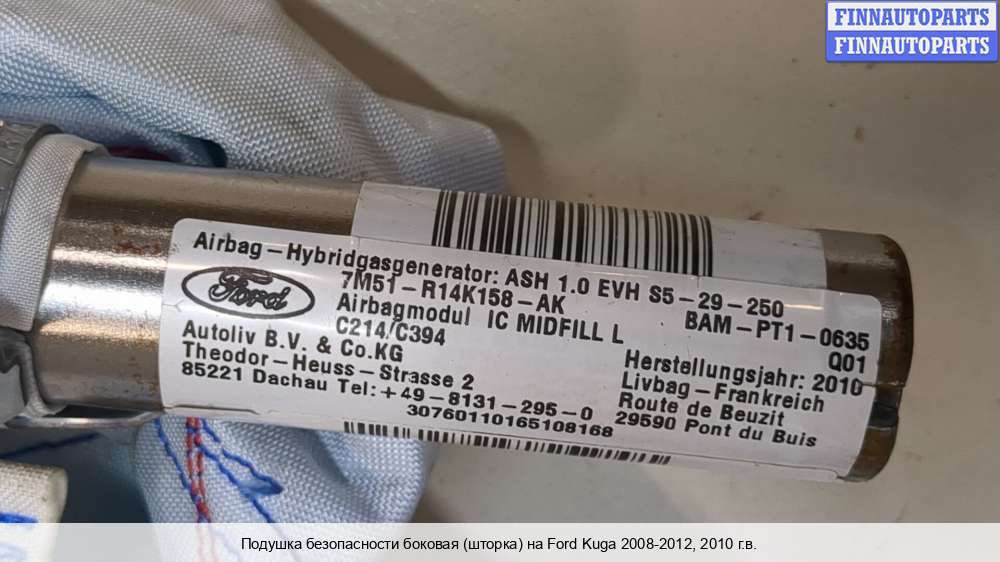 FINNAUTOPARTS
FINNAUTOPARTS
Airbag-Hybridgasgenerator: ASH 1.0 EVH S5-29-250
Ford
7M51-R14K158-AK
BAM-PT1-0635
Airbagmodul IC MIDFILL L
Q01
C214/C394
Herstellungsjahr: 2010
Autoliv B.V. & Co.KG
Livbag-Frankreich
Theodor-Heuss-Strasse 2
Route de Beuzit
85221 Dachau Tel:+49-8131-295-0
29590 Pont du Buis
30760110165108168
Подушка безопасности боковая (шторка) на Ford Kuga 2008-2012, 2010 г.в.